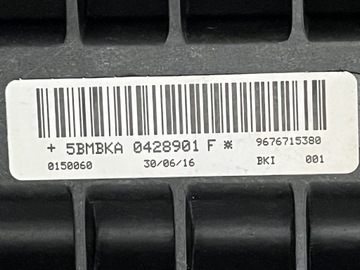 + 5BMBKA 0428901 F ※ 9676715380
0150060 30/06/16 BKI 001